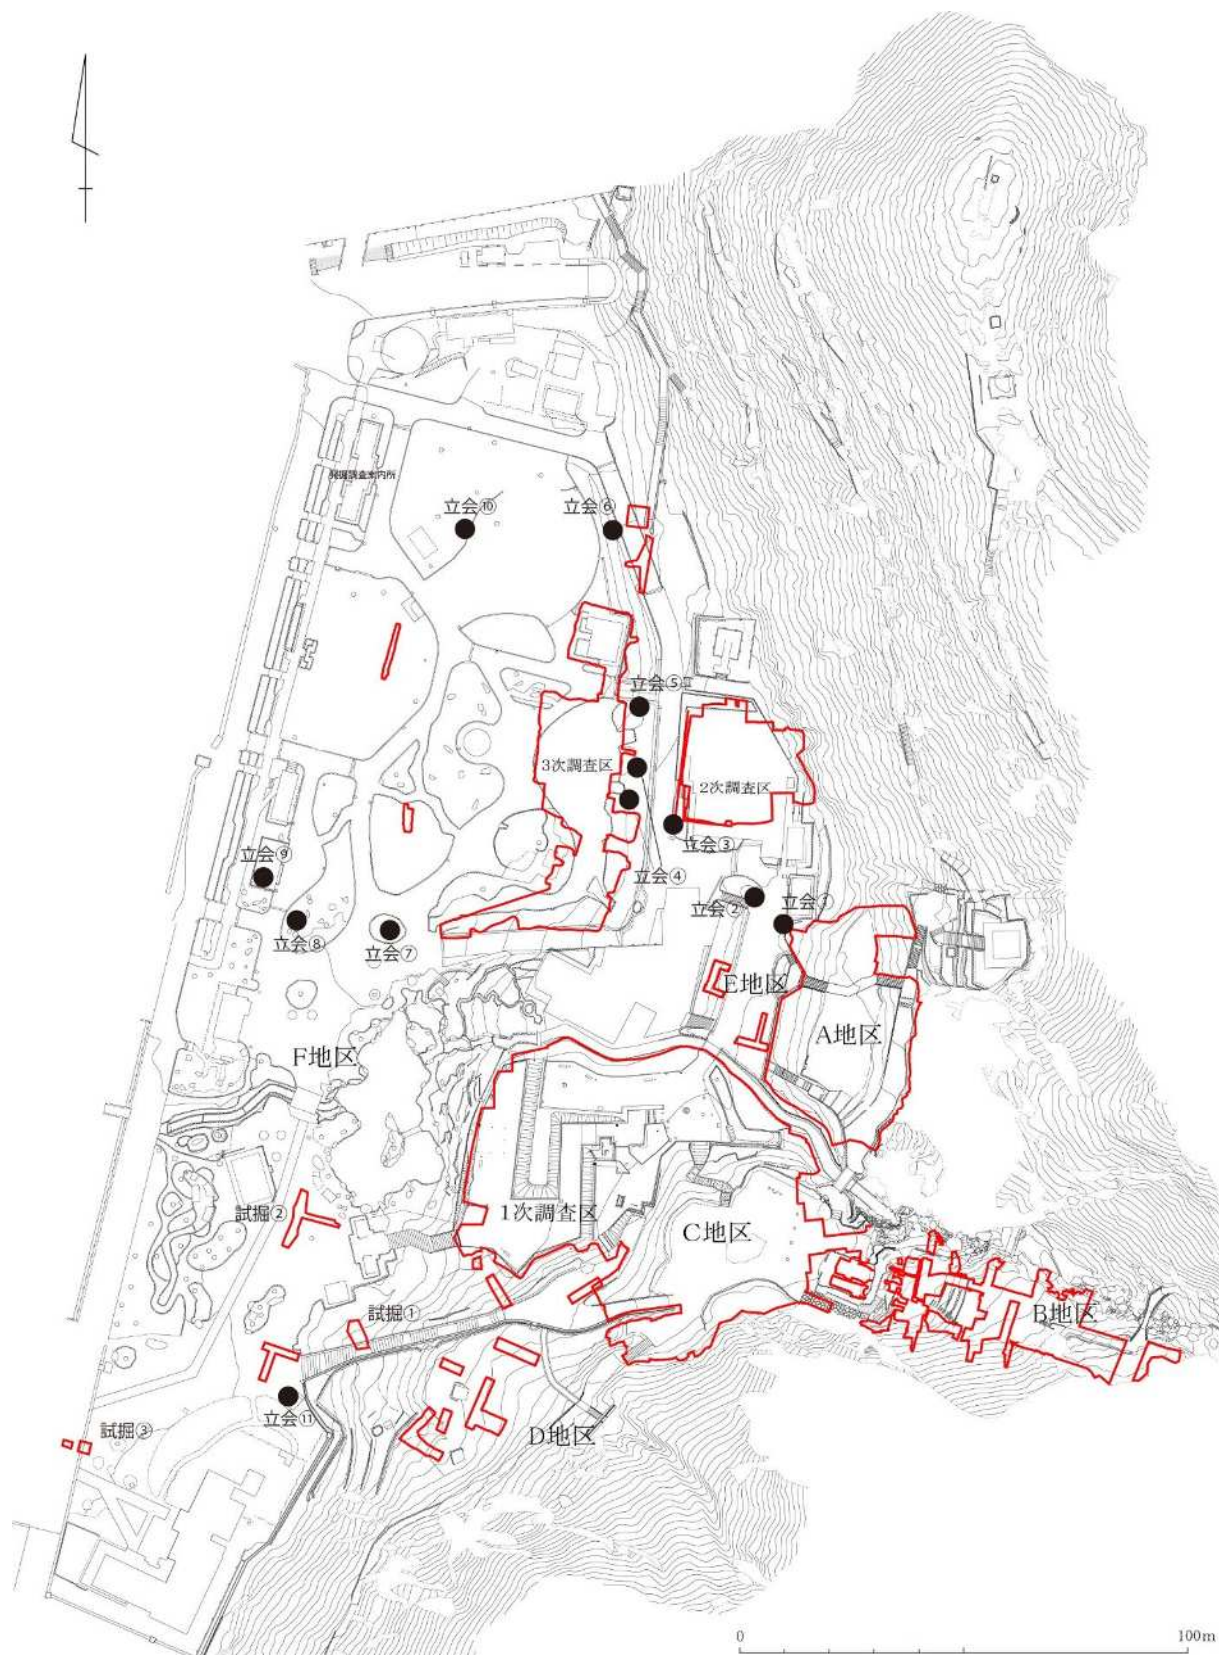 発掘調査案内所
立会⑩
立会⑥
立会⑤
3次調査区
2次調査区
立会③
立会⑨
立会④
立会②
立会①
立会⑧
立会⑦
E地区
A地区
F地区
1次調査区
試掘②
C地区
試掘①
B地区
立会⑪
試掘③
D地区
0
100m